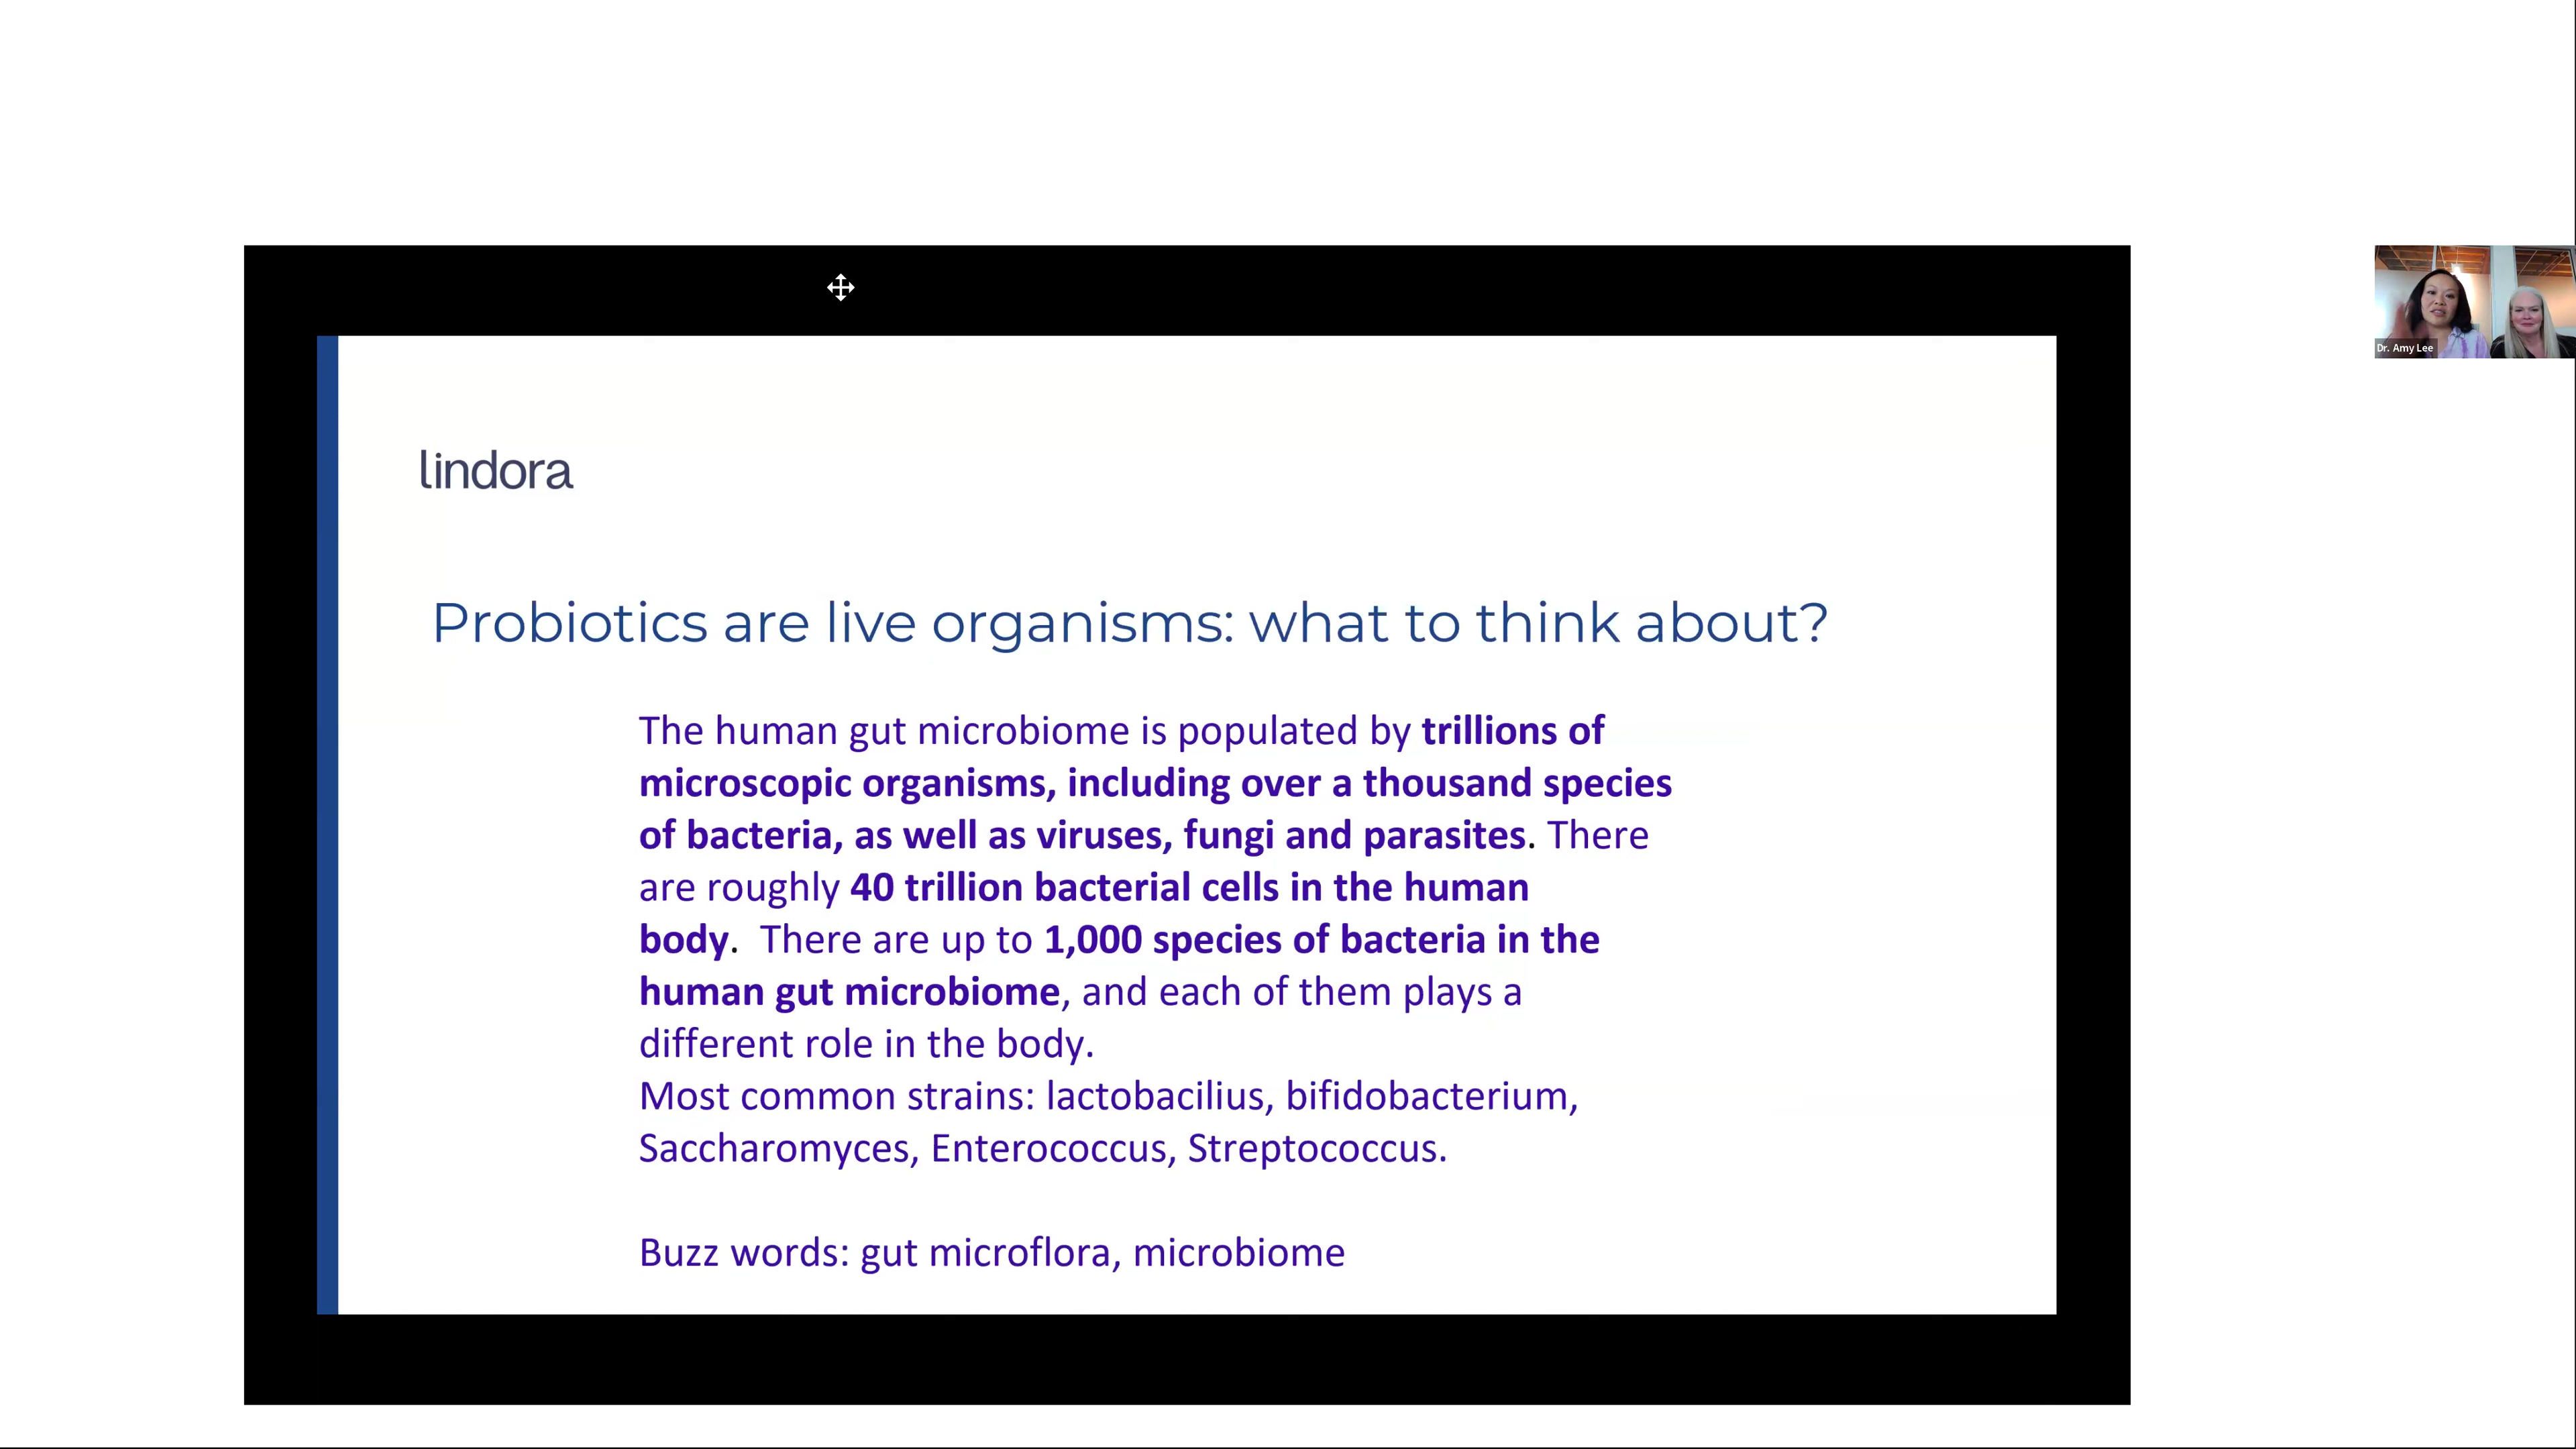 lindora
Probiotics are live organisms: what to think about?
The human gut microbiome is populated by trillions of
microscopic organisms, including over a thousand species
of bacteria, as well as viruses, fungi and parasites. There
are roughly 40 trillion bacterial cells in the human
body.  There are up to 1,000 species of bacteria in the
human gut microbiome, and each of them plays a
different role in the body.
Most common strains: lactobacilius, bifidobacterium,
Saccharomyces, Enterococcus, Streptococcus.
Buzz words: gut microflora, microbiome
Dr. Amy Lee